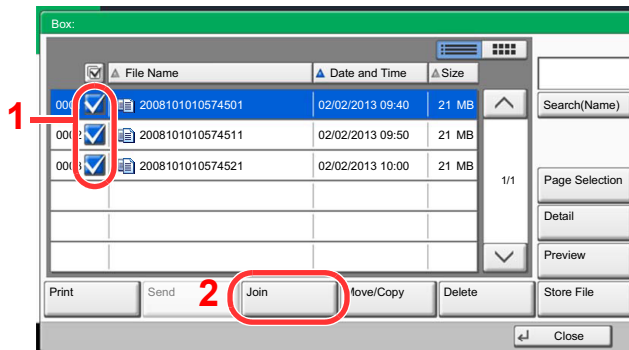 Box:
File Name Date and Time Size
1
2008101010574501 02/02/2013 09:40 21 MB
Search(Name)
0002 2008101010574511 02/02/2013 09:50 21 MB
2008101010574521 02/02/2013 10:00 21 MB
1/1
Page Selection
Detail
Preview
Print Send 2 Join Move/Copy Delete Store File
Close